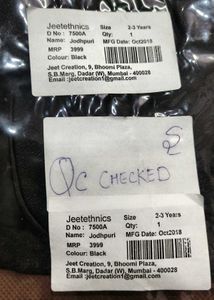 Jeetethnics Size 2-3 Years
D No : 7500A Qty: 1
Name: Jodhpuri MFG Date: Oct2018
MRP 3999
Colour: Black
Jeet Creation, 9, Bhoomi Plaza,
S.B.Marg, Dadar (W), Mumbai - 400028
Email :jeetcreation1@gmail.com
QC CHECKED
Jeetethnics Size 2-3 Years
D No : 7500A Qty: 1
Name: Jodhpuri MFG Date: Oct2018
MRP 3999
Colour: Black
Jeet Creation, 9, Bhoomi Plaza,
S.B.Marg, Dadar (W), Mumbai - 400028
Email :jeetcreation1@gmail.com